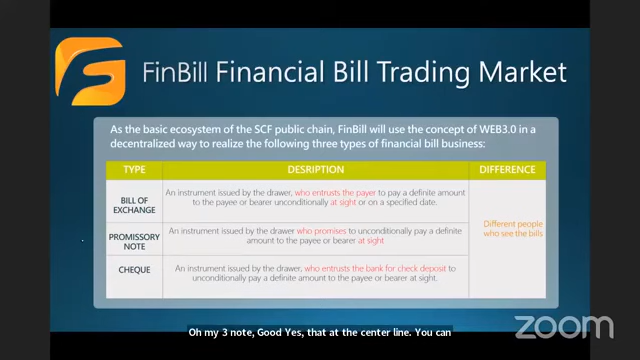 FinBill Financial Bill Trading Market
As the basic ecosystem of the SCF public chain, FinBill will use the concept of WEB3.0 in a
decentralized way to realize the following three types of financial bill business:
TYPE DESRIPTION DIFFERENCE
BILL OF
EXCHANGE
An instrument issued by the drawer, who entrusts the payer to pay a definite amount
to the payee or bearer unconditionally at sight or on a specified date.
PROMISSORY
NOTE
An instrument issued by the drawer who promises to unconditionally pay a definite
amount to the payee or bearer at sight
CHEQUE
An instrument issued by the drawer, who entrusts the bank for check deposit to
unconditionally pay a definite amount to the payee or bearer at sight.
Different people
who see the bills
Oh my 3 note, Good Yes, that at the center line. You can
zoom